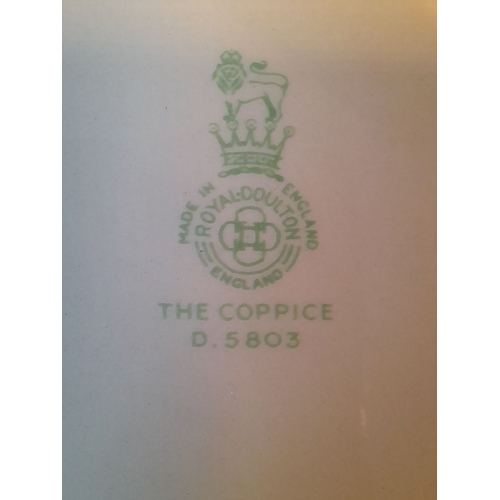 MADE IN ENGLAND
ROYAL·DOULTON
ENGLAND
THE COPPICE
D.5803